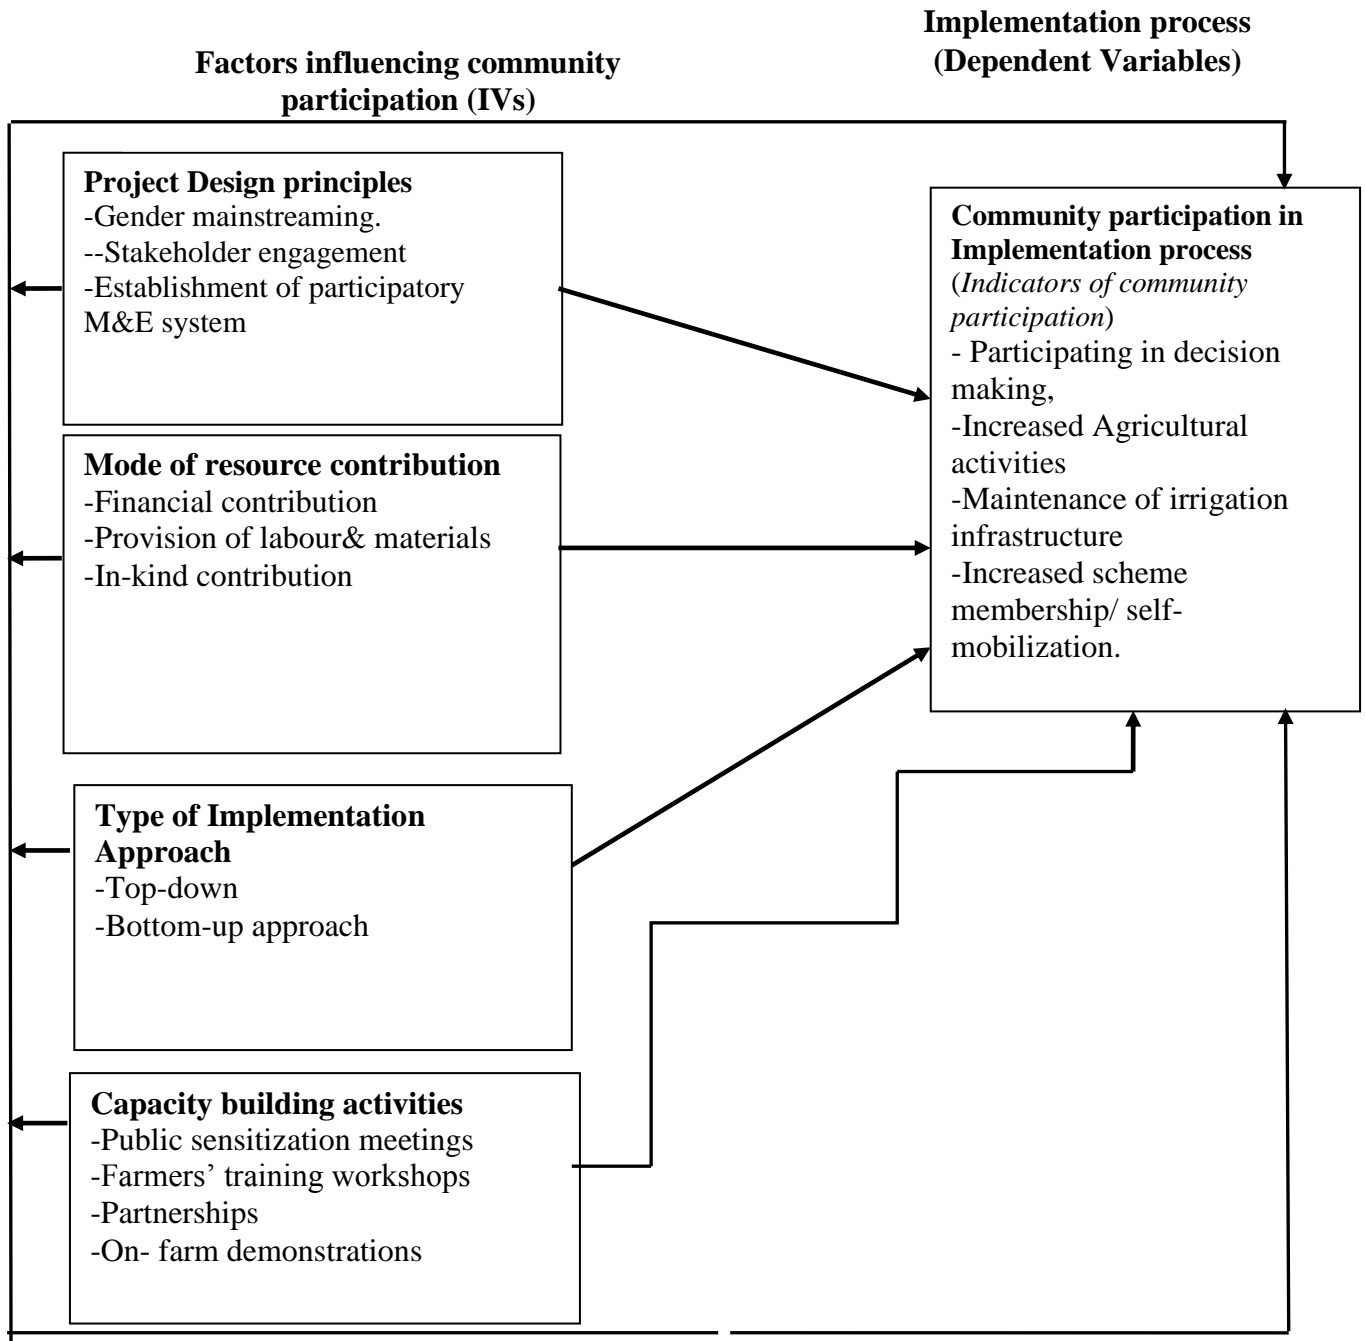 Implementation process
(Dependent Variables)
Factors influencing community
participation (IVs)
Project Design principles
-Gender mainstreaming.
--Stakeholder engagement
-Establishment of participatory
M&E system
Mode of resource contribution
-Financial contribution
-Provision of labour& materials
-In-kind contribution
Type of Implementation
Approach
-Top-down
-Bottom-up approach
Capacity building activities
-Public sensitization meetings
-Farmers’ training workshops
-Partnerships
-On- farm demonstrations
Community participation in
Implementation process
(Indicators of community
participation)
- Participating in decision
making,
-Increased Agricultural
activities
-Maintenance of irrigation
infrastructure
-Increased scheme
membership/ self-
mobilization.